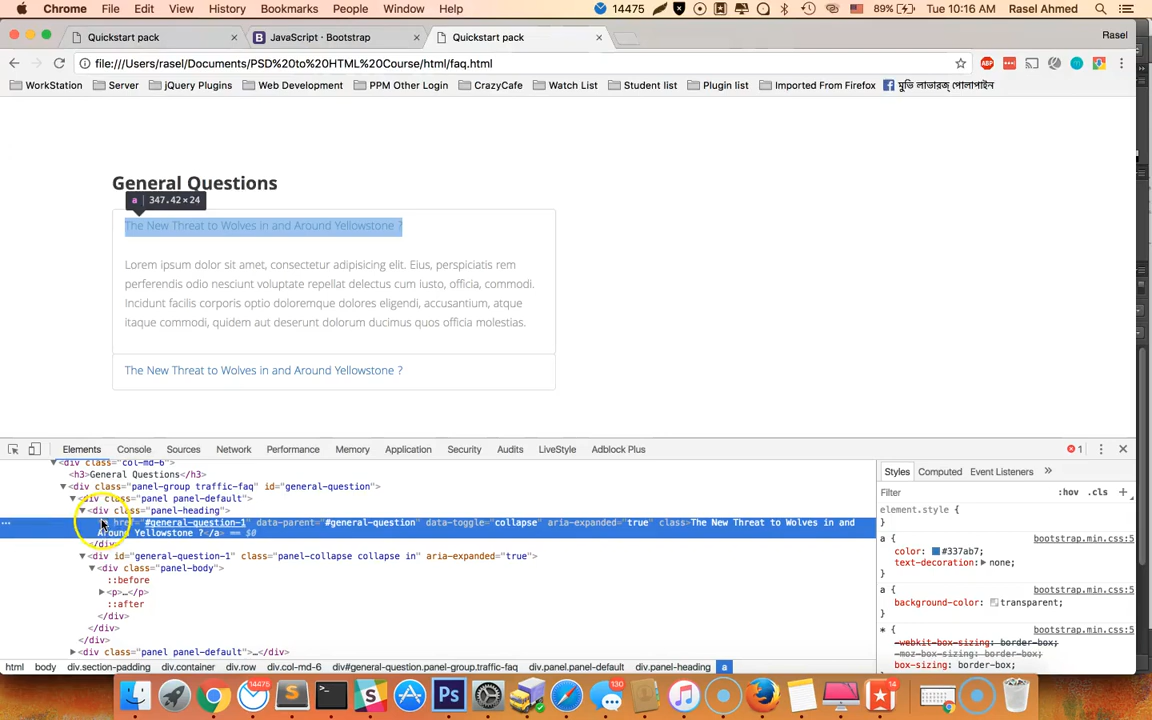 Chrome File Edit View History Bookmarks People Window Help 14475 89% Tue 10:16 AM Rasel Ahmed
Quickstart pack × JavaScript · Bootstrap × Quickstart pack × Rasel
file:///Users/rasel/Documents/PSD%20to%20HTML%20Course/html/faq.html
WorkStation Server jQuery Plugins Web Development PPM Other Login CrazyCafe Watch List Student list Plugin list Imported From Firefox মুভি লাভারজ্ পোলাপাইন
General Questions
a 347.42 × 24
The New Threat to Wolves in and Around Yellowstone ?
Lorem ipsum dolor sit amet, consectetur adipisicing elit. Eius, perspiciatis rem
perferendis odio nesciunt voluptate repellat delectus cum iusto, officia, commodi.
Incidunt facilis corporis optio doloremque dolores eligendi, accusantium, atque
itaque commodi, quidem aut deserunt dolorum ducimus quos officia molestias.
The New Threat to Wolves in and Around Yellowstone ?
Elements Console Sources Network Performance Memory Application Security Audits LiveStyle Adblock Plus 1
<div class="col-md-6">
<h3>General Questions</h3>
<div class="panel-group traffic-faq" id="general-question">
<div class="panel panel-default">
<div class="panel-heading">
href="#general-question-1" data-parent="#general-question" data-toggle="collapse" aria-expanded="true" class>The New Threat to Wolves in and
Around Yellowstone ?</a> == $0
</div>
<div id="general-question-1" class="panel-collapse collapse in" aria-expanded="true">
<div class="panel-body">
::before
<p>…</p>
::after
</div>
</div>
</div>
<div class="panel panel-default">…</div>
html body div.section-padding div.container div.row div.col-md-6 div#general-question.panel-group.traffic-faq div.panel.panel-default div.panel-heading a
Styles Computed Event Listeners »
Filter :hov .cls +
element.style {
}
a { bootstrap.min.css:5
color: #337ab7;
text-decoration: none;
}
a { bootstrap.min.css:5
background-color: transparent;
}
* { bootstrap.min.css:5
-webkit-box-sizing: border-box;
-moz-box-sizing: border-box;
box-sizing: border-box;
14475 130 14